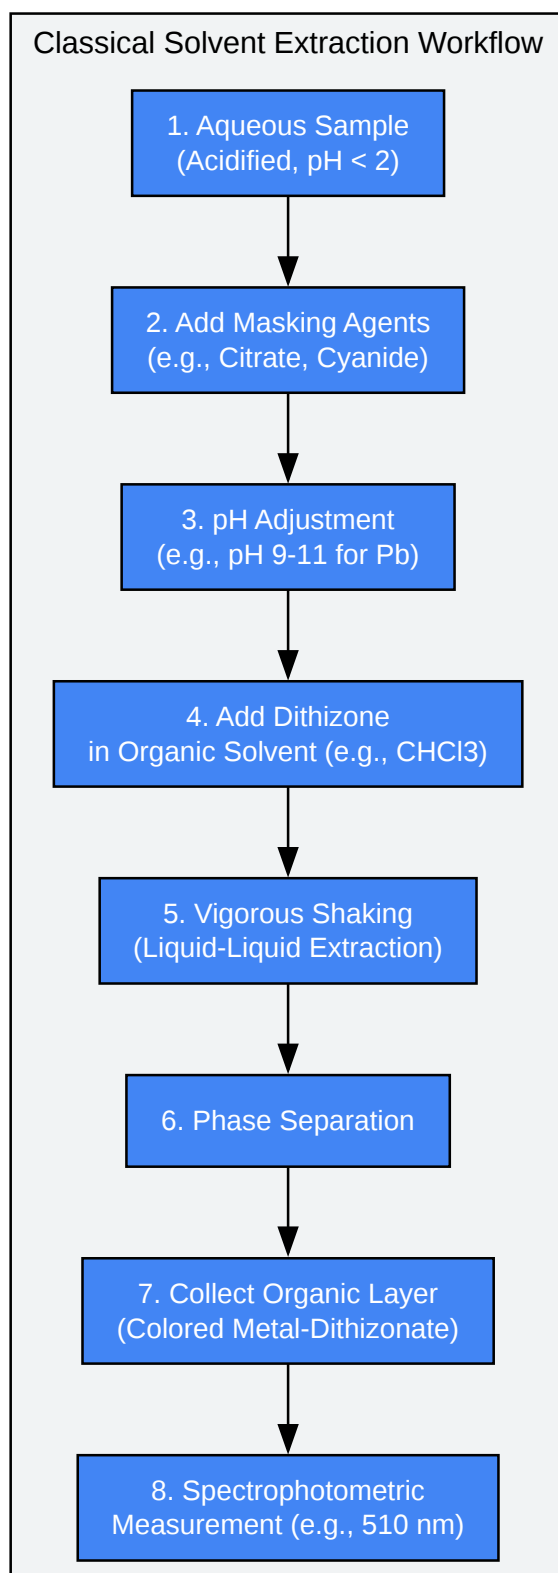 Classical Solvent Extraction Workflow
1. Aqueous Sample
(Acidified, pH < 2)
2. Add Masking Agents
(e.g., Citrate, Cyanide)
3. pH Adjustment
(e.g., pH 9-11 for Pb)
4. Add Dithizone
in Organic Solvent (e.g., CHCl3)
5. Vigorous Shaking
(Liquid-Liquid Extraction)
6. Phase Separation
7. Collect Organic Layer
(Colored Metal-Dithizonate)
8. Spectrophotometric
Measurement (e.g., 510 nm)